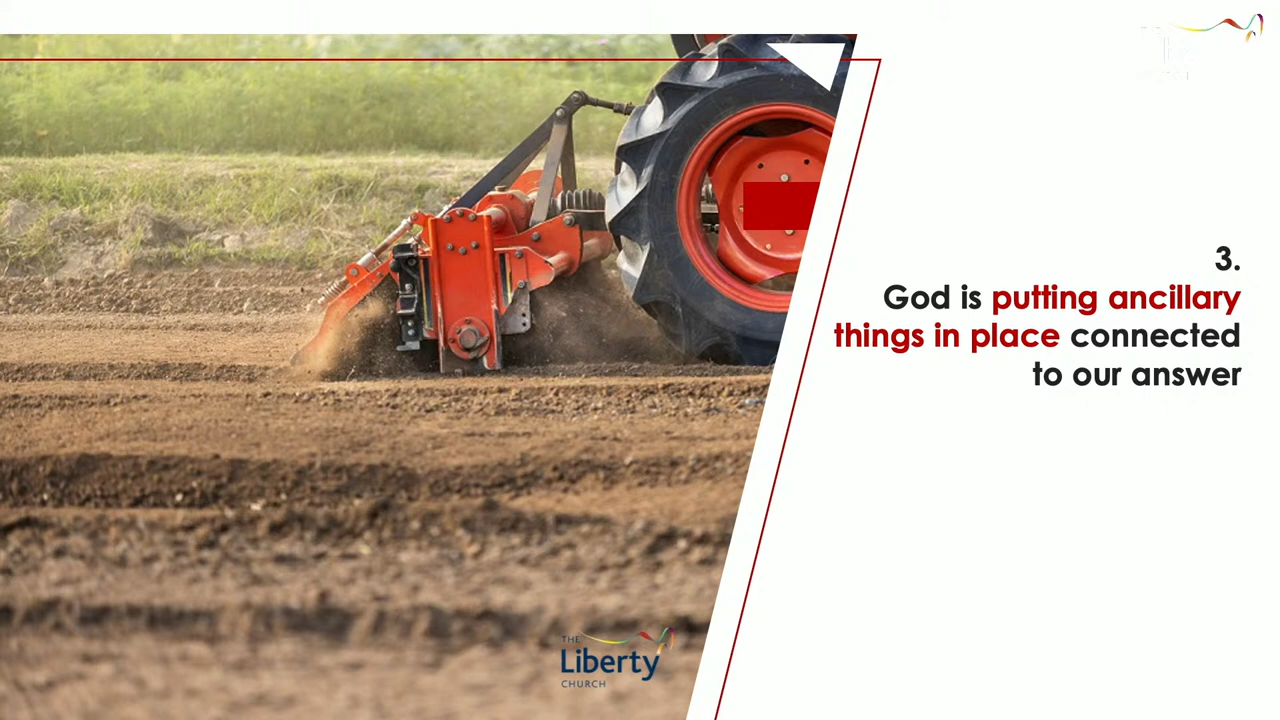 3.
God is putting ancillary
things in place connected
to our answer
THE
Liberty
CHURCH